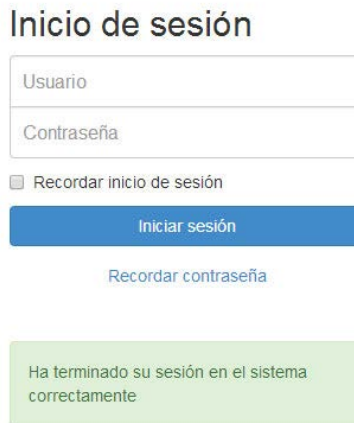 Inicio de sesión
Usuario
Contraseña
Recordar inicio de sesión
Iniciar sesión
Recordar contraseña
Ha terminado su sesión en el sistema
correctamente